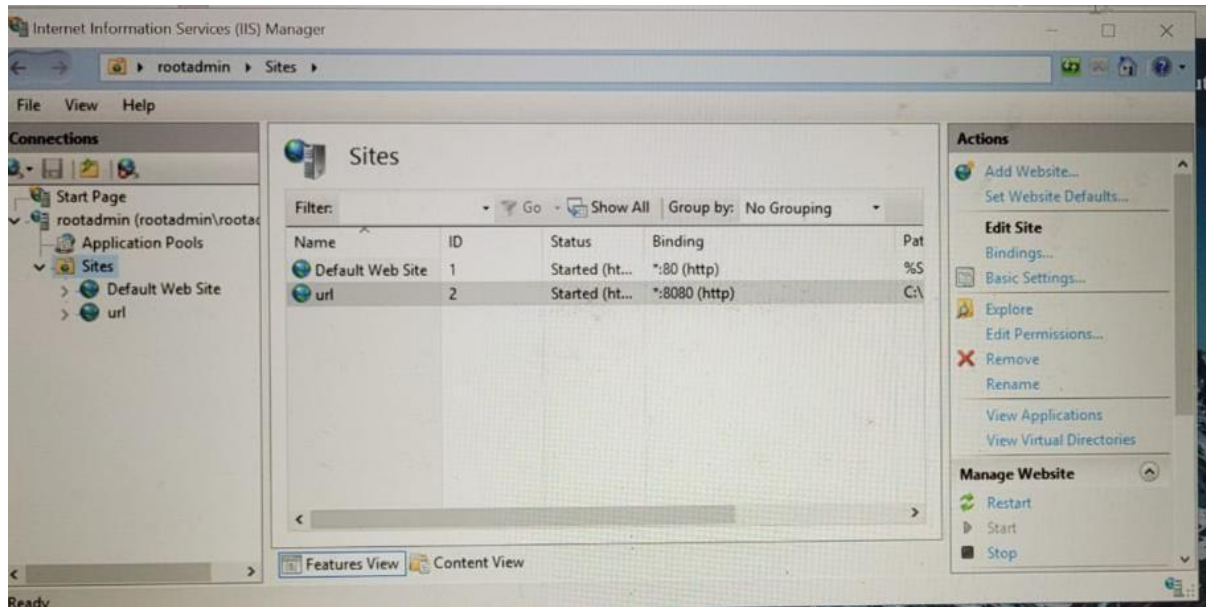 Internet Information Services (IIS) Manager
rootadmin Sites
File View Help
Connections
Start Page
rootadmin (rootadmin\rootad
Application Pools
Sites
Default Web Site
url
Sites
Filter: Go Show All Group by: No Grouping
Name ID Status Binding Pat
Default Web Site 1 Started (ht... *:80 (http) %S
url 2 Started (ht... *:8080 (http) C:\
Features View Content View
Actions
Add Website...
Set Website Defaults...
Edit Site
Bindings...
Basic Settings...
Explore
Edit Permissions...
Remove
Rename
View Applications
View Virtual Directories
Manage Website
Restart
Start
Stop
Ready